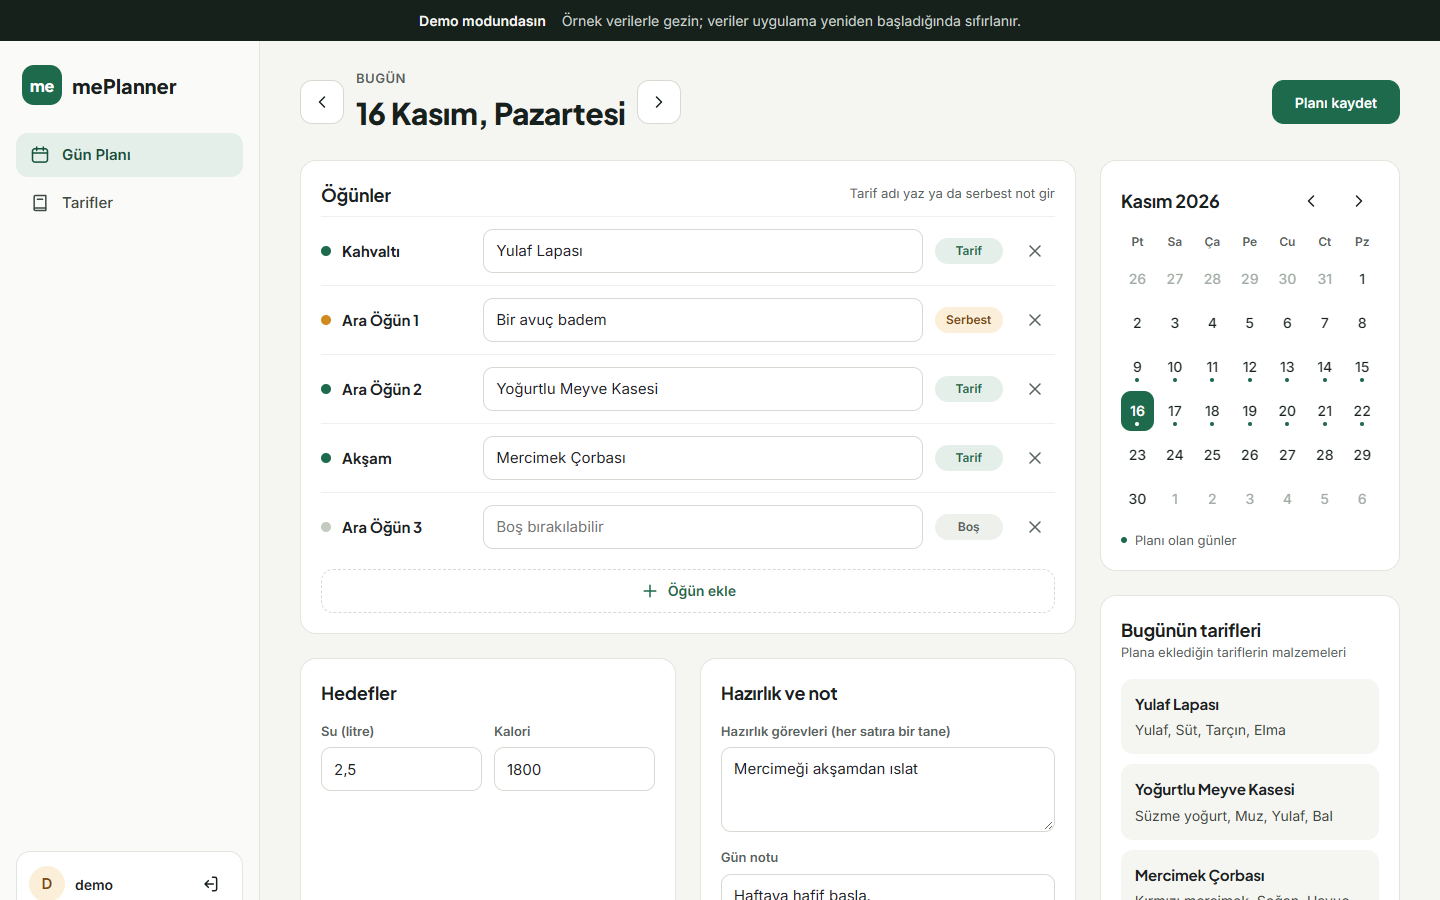 Demo modundasın Örnek verilerle gezin; veriler uygulama yeniden başladığında sıfırlanır.
me mePlanner
Gün Planı
Tarifler
D demo
BUGÜN
16 Kasım, Pazartesi
Planı kaydet
Öğünler
Tarif adı yaz ya da serbest not gir
Kahvaltı Yulaf Lapası Tarif
Ara Öğün 1 Bir avuç badem Serbest
Ara Öğün 2 Yoğurtlu Meyve Kasesi Tarif
Akşam Mercimek Çorbası Tarif
Ara Öğün 3 Boş bırakılabilir Boş
Öğün ekle
Hedefler
Su (litre) Kalori
2,5 1800
Hazırlık ve not
Hazırlık görevleri (her satıra bir tane)
Mercimeği akşamdan ıslat
Gün notu
Haftaya hafif başla.
Kasım 2026
Pt Sa Ça Pe Cu Ct Pz
26 27 28 29 30 31 1
2 3 4 5 6 7 8
9 10 11 12 13 14 15
16 17 18 19 20 21 22
23 24 25 26 27 28 29
30 1 2 3 4 5 6
Planı olan günler
Bugünün tarifleri
Plana eklediğin tariflerin malzemeleri
Yulaf Lapası
Yulaf, Süt, Tarçın, Elma
Yoğurtlu Meyve Kasesi
Süzme yoğurt, Muz, Yulaf, Bal
Mercimek Çorbası
Kırmızı mercimek, Soğan, Havuç